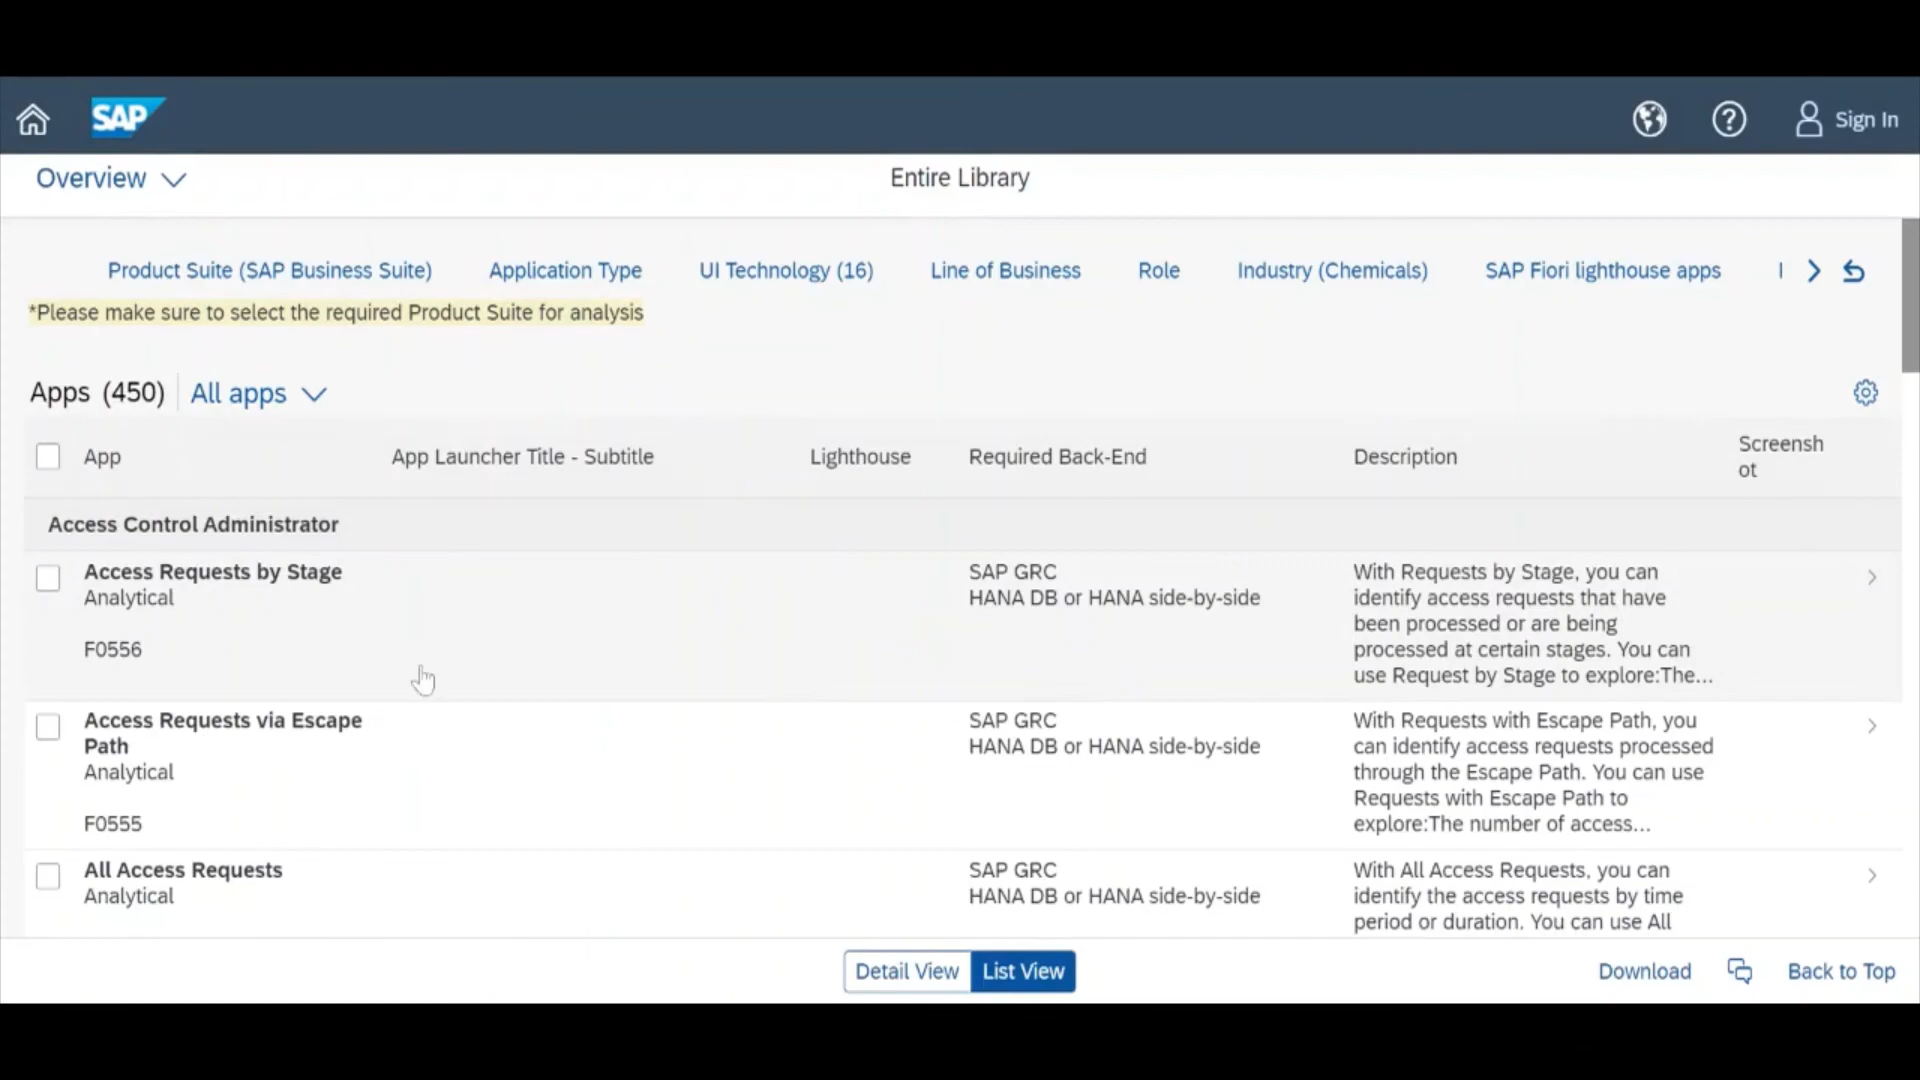 SAP
Sign In
Overview
Entire Library
Product Suite (SAP Business Suite) Application Type UI Technology (16) Line of Business Role Industry (Chemicals) SAP Fiori lighthouse apps
*Please make sure to select the required Product Suite for analysis
Apps (450) All apps
App App Launcher Title - Subtitle Lighthouse Required Back-End Description Screensh
ot
Access Control Administrator
Access Requests by Stage
Analytical
F0556
SAP GRC
HANA DB or HANA side-by-side
With Requests by Stage, you can
identify access requests that have
been processed or are being
processed at certain stages. You can
use Request by Stage to explore:The...
Access Requests via Escape
Path
Analytical
F0555
SAP GRC
HANA DB or HANA side-by-side
With Requests with Escape Path, you
can identify access requests processed
through the Escape Path. You can use
Requests with Escape Path to
explore:The number of access...
All Access Requests
Analytical
SAP GRC
HANA DB or HANA side-by-side
With All Access Requests, you can
identify the access requests by time
period or duration. You can use All
Detail View List View
Download
Back to Top